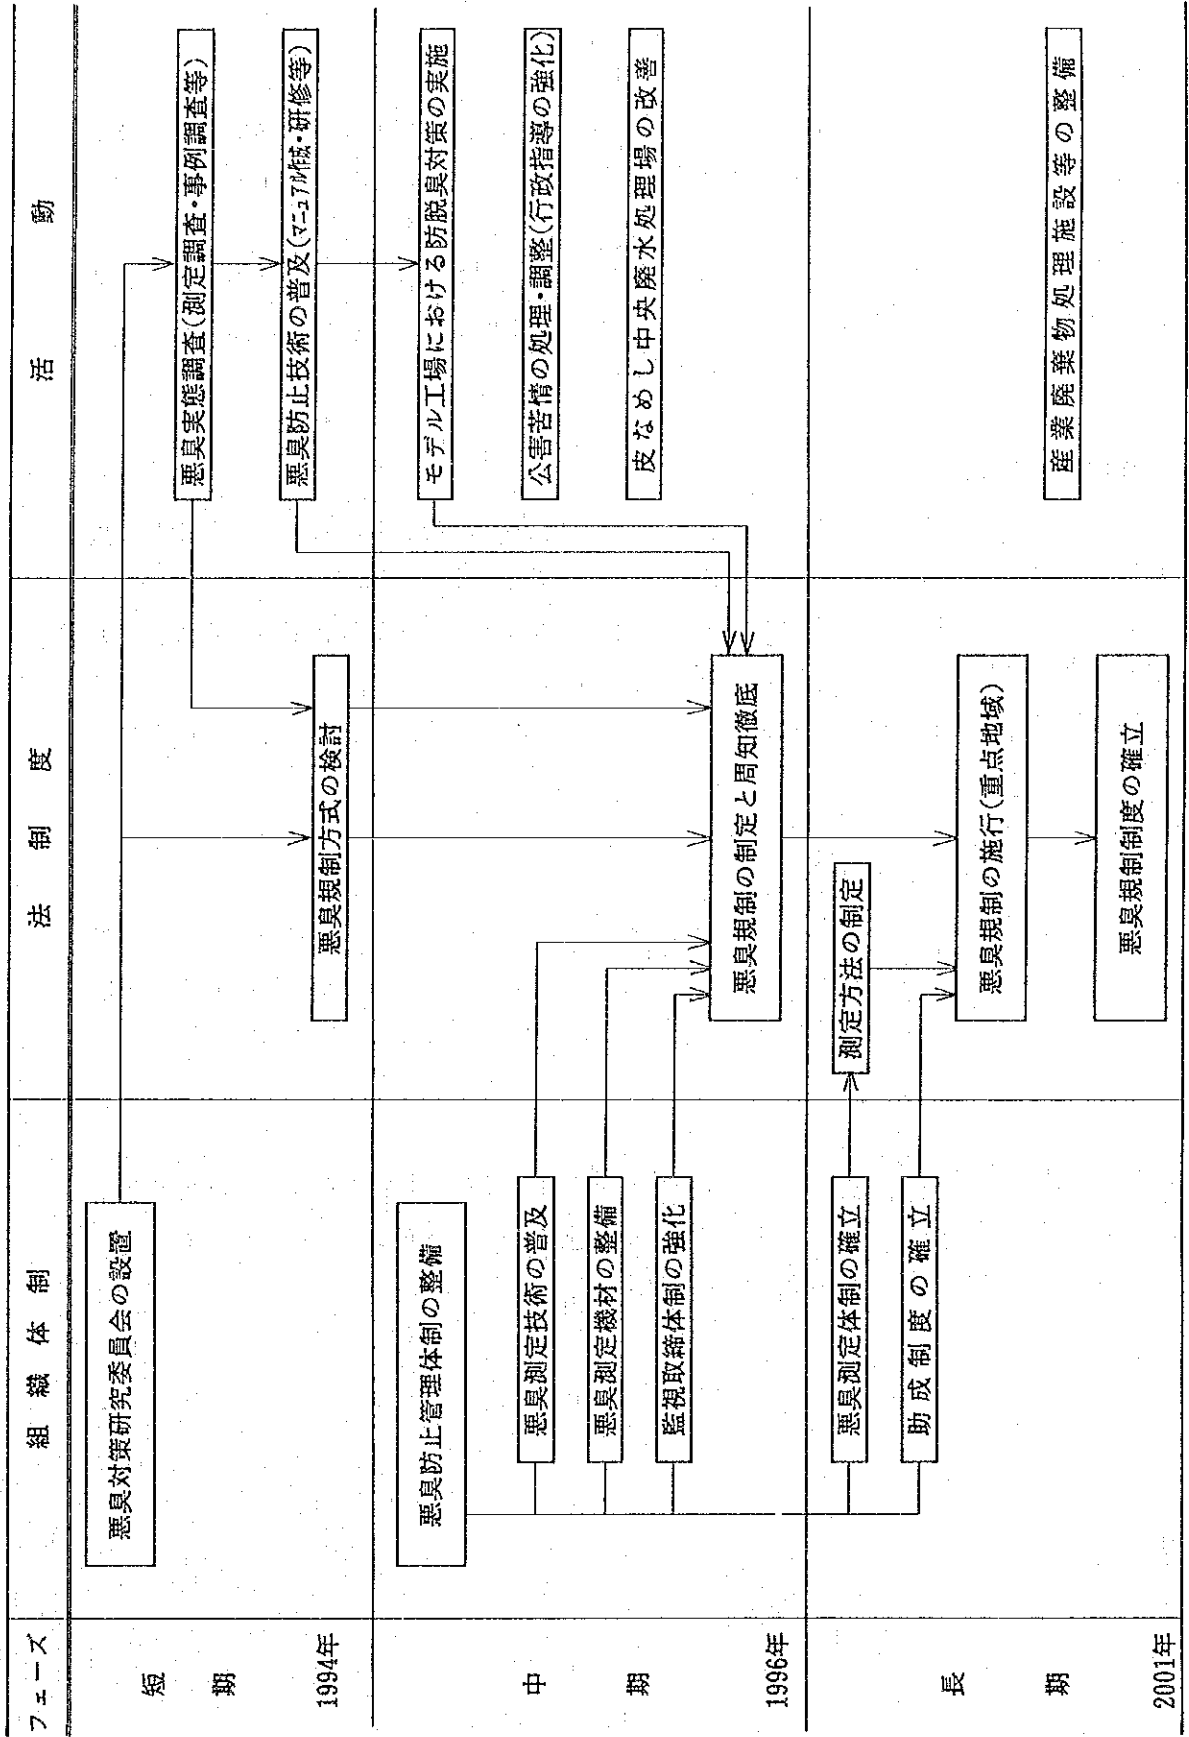 フェーズ
組織体制
法制度
活動
短期
1994年
悪臭対策研究委員会の設置
悪臭規制方式の検討
悪臭実態調査(測定調査・事例調査等)
悪臭防止技術の普及(マニュアル作成・研修等)
中期
1996年
悪臭防止管理体制の整備
悪臭測定技術の普及
悪臭測定機材の整備
監視取締体制の強化
悪臭規制の制定と周知徹底
モデル工場における防脱臭対策の実施
公害苦情の処理・調整(行政指導の強化)
皮なめし中央廃水処理場の改善
長期
2001年
悪臭測定体制の確立
助成制度の確立
測定方法の制定
悪臭規制の施行(重点地域)
悪臭規制制度の確立
産業廃棄物処理施設等の整備